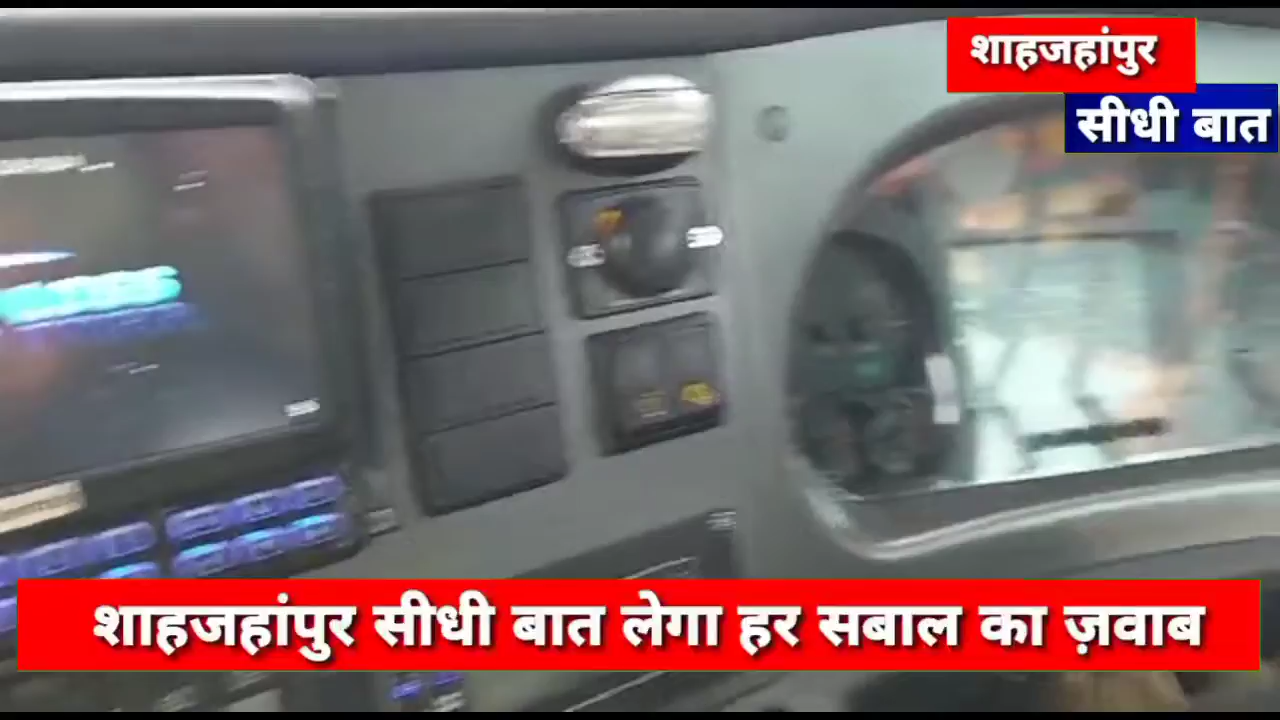 शाहजहांपुर
सीधी बात
शाहजहांपुर सीधी बात लेगा हर सबाल का ज़वाब